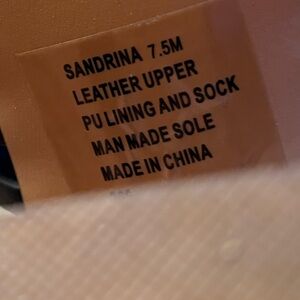 SANDRINA 7.5M
LEATHER UPPER
PU LINING AND SOCK
MAN MADE SOLE
MADE IN CHINA